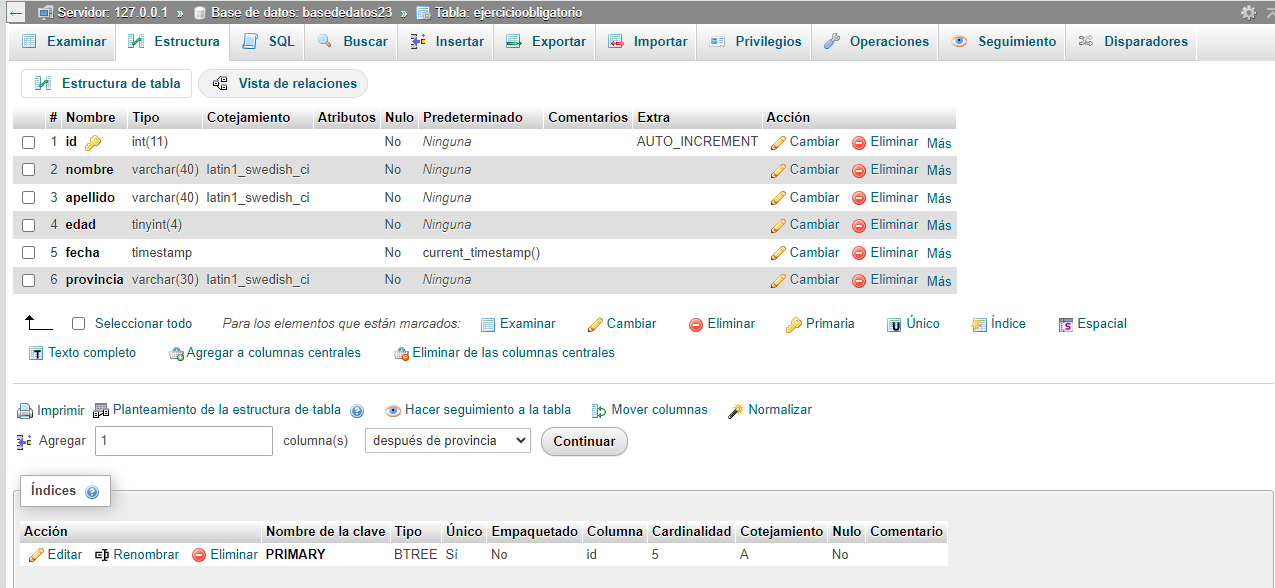 Servidor: 127.0.0.1 » Base de datos: basededatos23 » Tabla: ejercicioobligatorio
Examinar Estructura SQL Buscar Insertar Exportar Importar Privilegios Operaciones Seguimiento Disparadores
Estructura de tabla Vista de relaciones
# Nombre Tipo Cotejamiento Atributos Nulo Predeterminado Comentarios Extra Acción
1 id int(11) No Ninguna AUTO_INCREMENT Cambiar Eliminar Más
2 nombre varchar(40) latin1_swedish_ci No Ninguna Cambiar Eliminar Más
3 apellido varchar(40) latin1_swedish_ci No Ninguna Cambiar Eliminar Más
4 edad tinyint(4) No Ninguna Cambiar Eliminar Más
5 fecha timestamp No current_timestamp() Cambiar Eliminar Más
6 provincia varchar(30) latin1_swedish_ci No Ninguna Cambiar Eliminar Más
Seleccionar todo Para los elementos que están marcados: Examinar Cambiar Eliminar Primaria Único Índice Espacial
Texto completo Agregar a columnas centrales Eliminar de las columnas centrales
Imprimir Planteamiento de la estructura de tabla Hacer seguimiento a la tabla Mover columnas Normalizar
Agregar 1 columna(s) después de provincia Continuar
Índices
Acción Nombre de la clave Tipo Único Empaquetado Columna Cardinalidad Cotejamiento Nulo Comentario
Editar Renombrar Eliminar PRIMARY BTREE Sí No id 5 A No